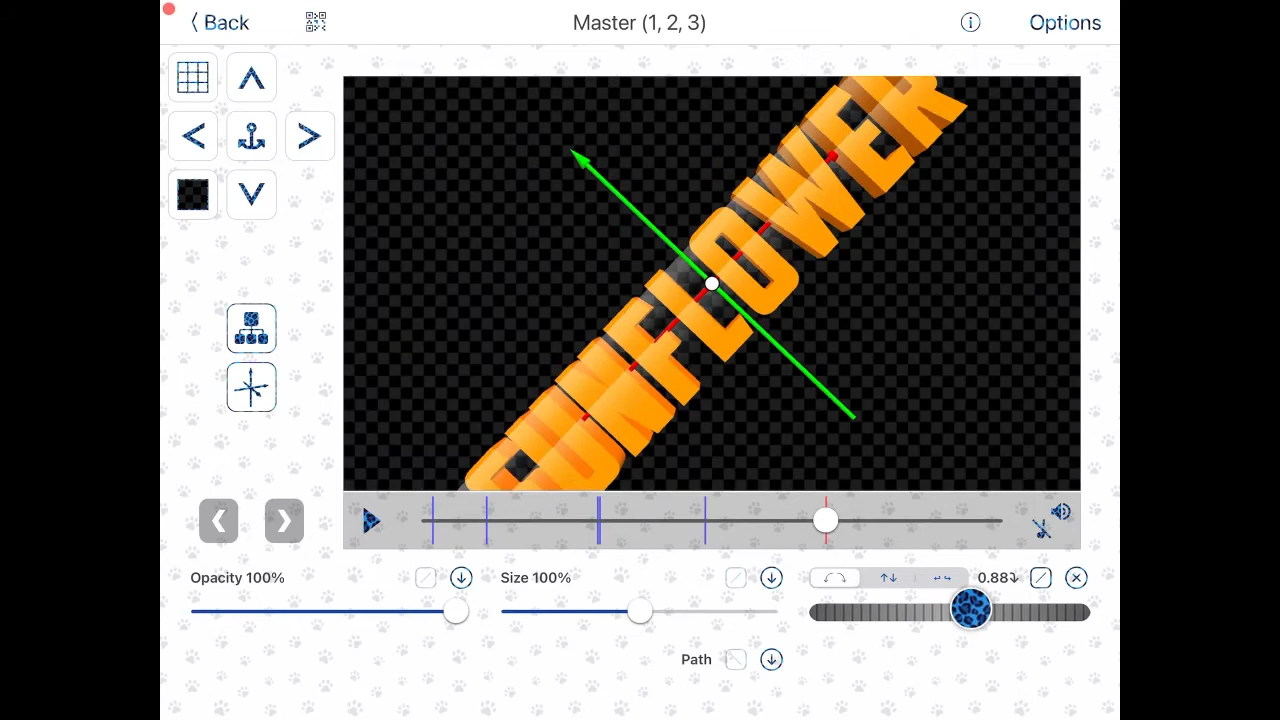 Back
Master (1, 2, 3)
Options
SUNFLOWER
Opacity 100%
Size 100%
0.88
Path